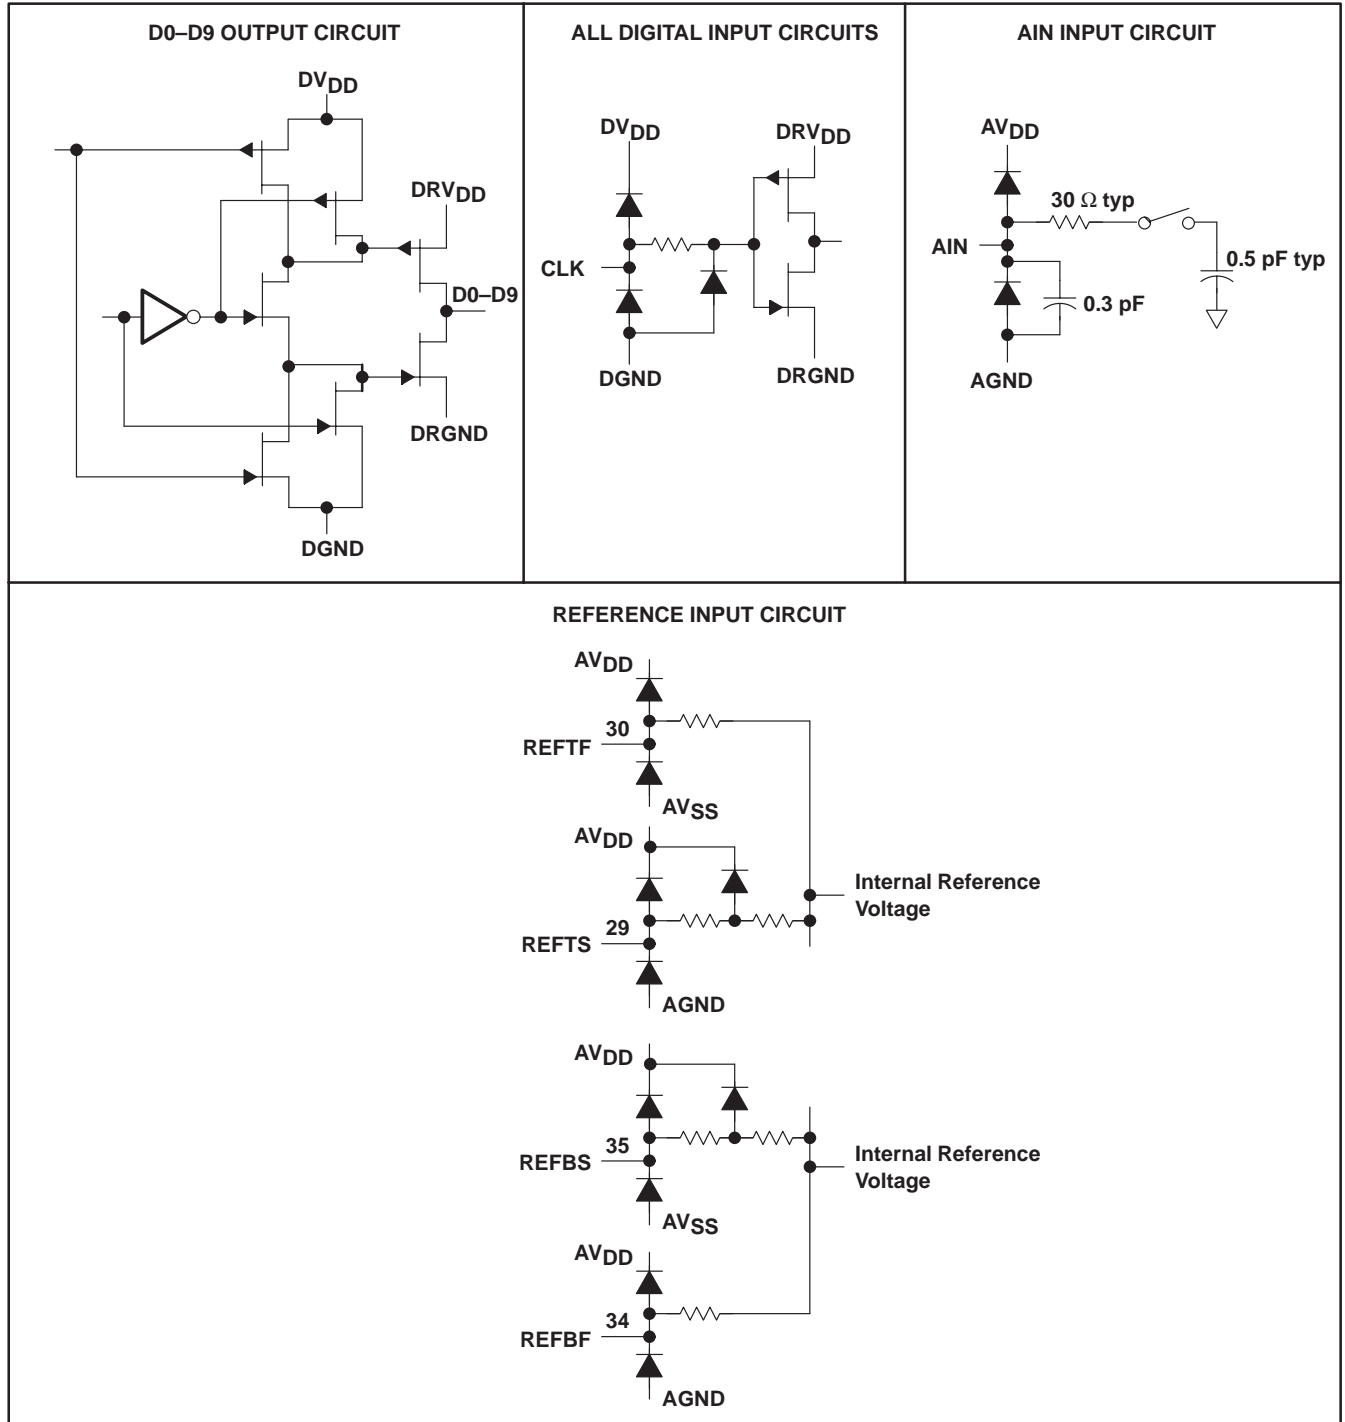 D0–D9 OUTPUT CIRCUIT
DVDD
DRVDD
D0–D9
DRGND
DGND
ALL DIGITAL INPUT CIRCUITS
DVDD
DRVDD
CLK
DGND
DRGND
AIN INPUT CIRCUIT
AVDD
30 Ω typ
AIN
0.5 pF typ
0.3 pF
AGND
REFERENCE INPUT CIRCUIT
AVDD
30
REFTF
AVSS
AVDD
Internal Reference
Voltage
29
REFTS
AGND
AVDD
35
REFBS
Internal Reference
Voltage
AVSS
AVDD
34
REFBF
AGND